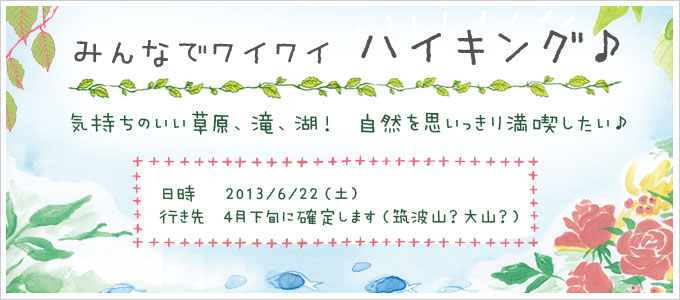 みんなでワイワイ ハイキング♪
気持ちのいい草原、滝、湖！ 自然を思いっきり満喫したい♪
日時 2013/6/22（土）
行き先 4月下旬に確定します（筑波山？大山？）